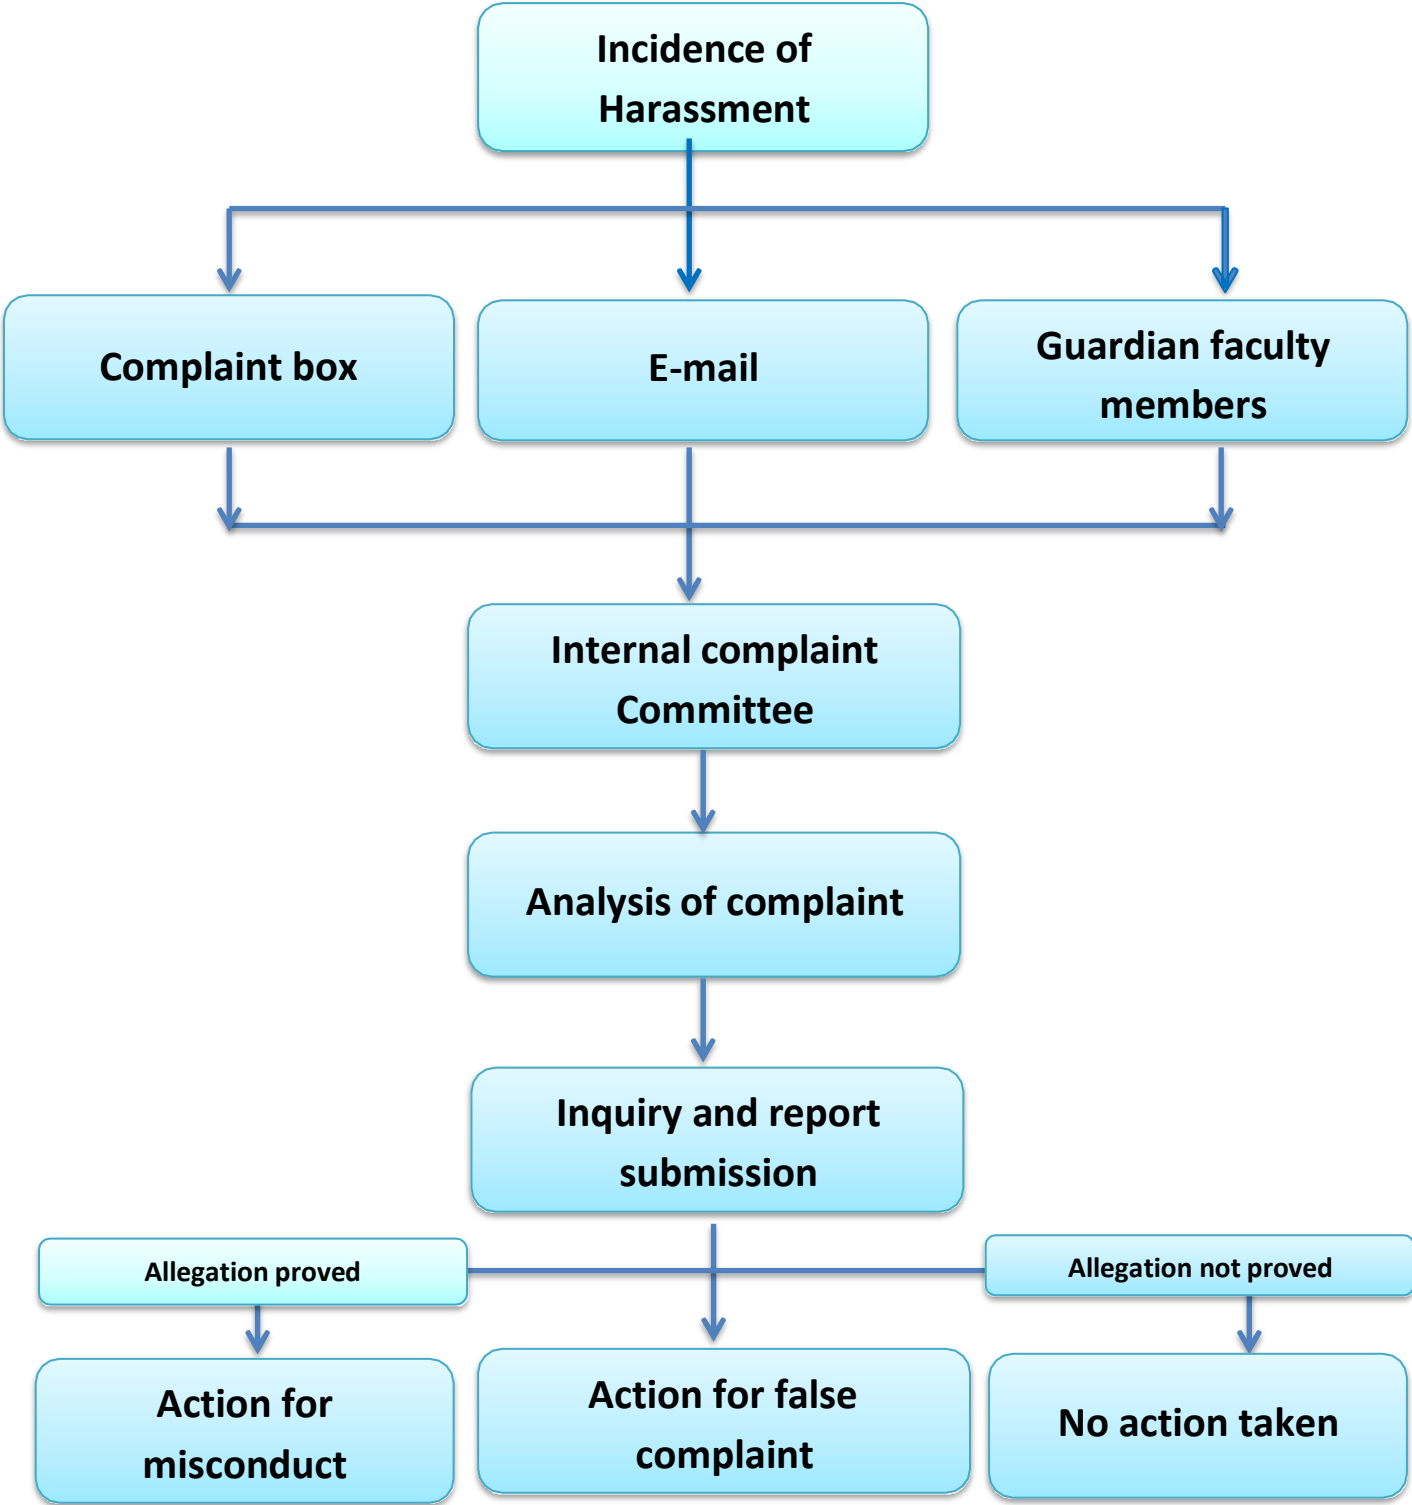 Incidence of
Harassment
Complaint box
E-mail
Guardian faculty
members
Internal complaint
Committee
Analysis of complaint
Inquiry and report
submission
Allegation proved
Allegation not proved
Action for
misconduct
Action for false
complaint
No action taken